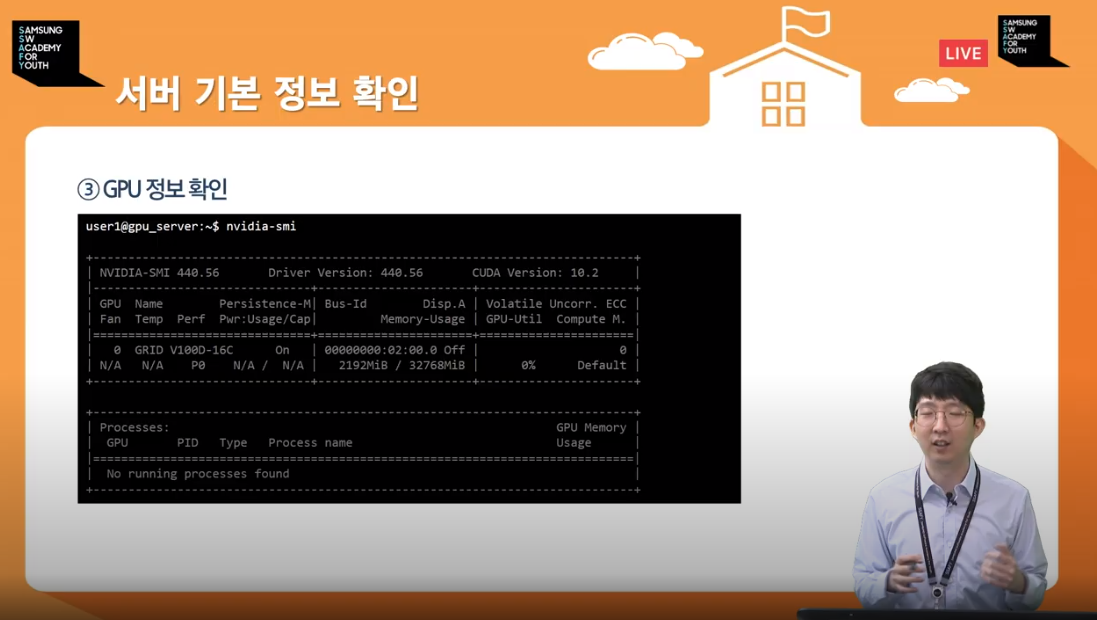 SAMSUNG
SW
ACADEMY
FOR
YOUTH
서버 기본 정보 확인
LIVE
SAMSUNG
SW
ACADEMY
FOR
YOUTH
③ GPU 정보 확인
user1@gpu_server:~$ nvidia-smi
+-----------------------------------------------------------------------------+
| NVIDIA-SMI 440.56       Driver Version: 440.56       CUDA Version: 10.2     |
|-------------------------------+----------------------+----------------------+
| GPU  Name        Persistence-M| Bus-Id        Disp.A | Volatile Uncorr. ECC |
| Fan  Temp  Perf  Pwr:Usage/Cap|         Memory-Usage | GPU-Util  Compute M. |
|===============================+======================+======================|
|   0  GRID V100D-16C      On   | 00000000:02:00.0 Off |                    0 |
| N/A   N/A    P0    N/A /  N/A |   2192MiB / 32768MiB |      0%      Default |
+-------------------------------+----------------------+----------------------+
+-----------------------------------------------------------------------------+
| Processes:                                                       GPU Memory |
|  GPU       PID   Type   Process name                             Usage      |
|=============================================================================|
|  No running processes found                                                 |
+-----------------------------------------------------------------------------+